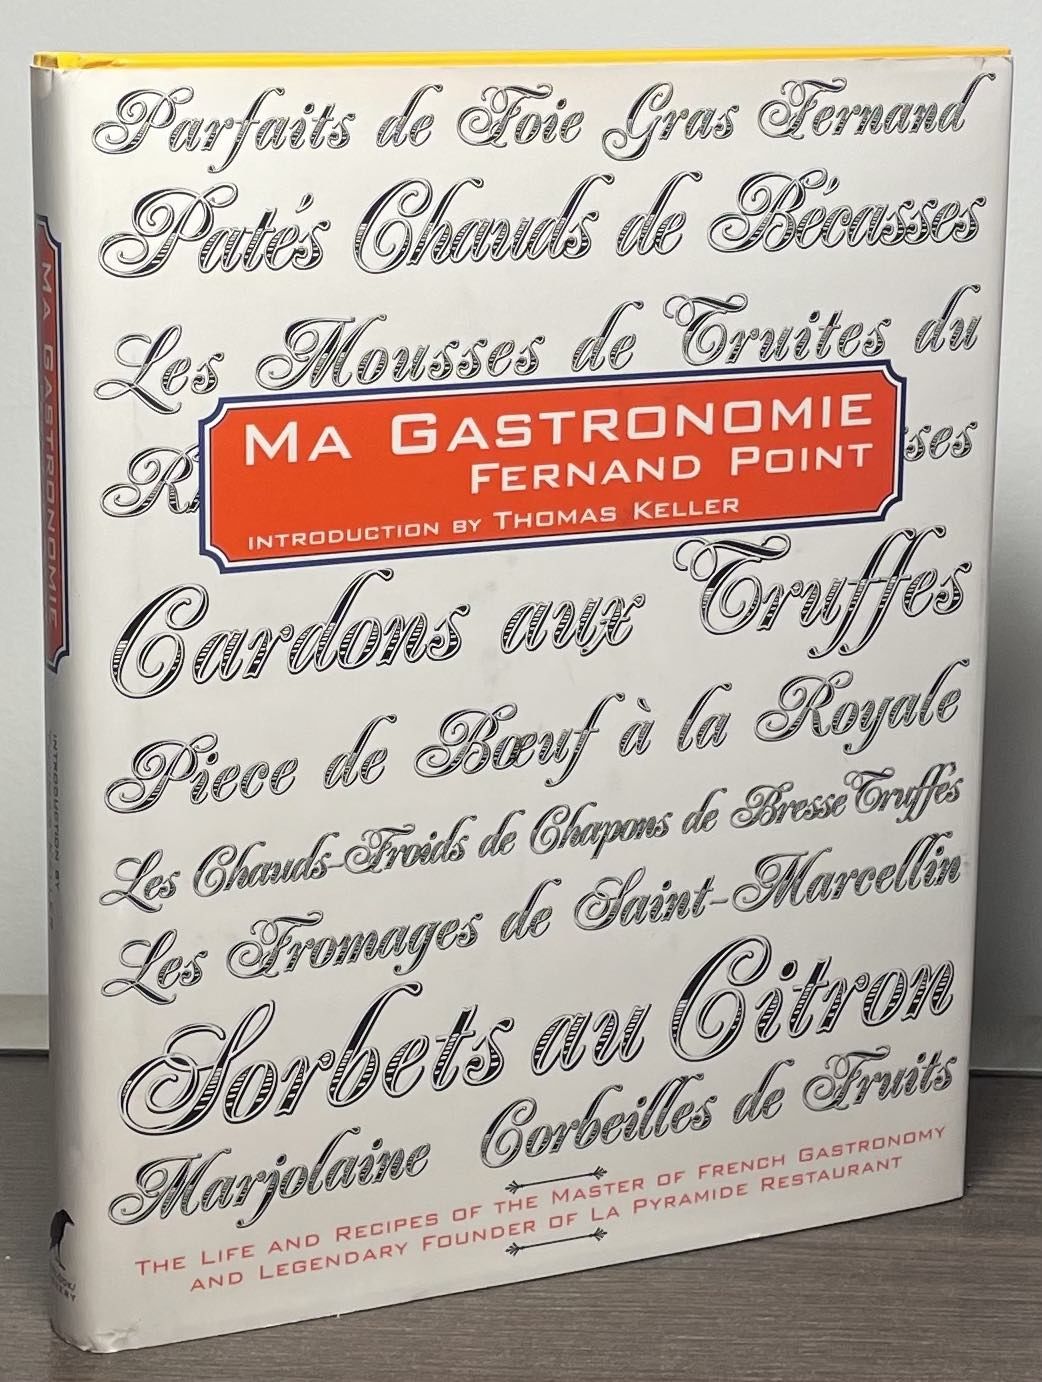 Parfaits de Foie Gras Fernand
Patés Chauds de Bécasses
Les Mousses de Truites du
MA GASTRONOMIE
FERNAND POINT
INTRODUCTION BY THOMAS KELLER
Cardons aux Truffes
Piece de Bœuf à la Royale
Les Chauds-Froids de Chapons de Bresse Truffés
Les Fromages de Saint-Marcellin
Sorbets au Citron
Marjolaine Corbeilles de Fruits
THE LIFE AND RECIPES OF THE MASTER OF FRENCH GASTRONOMY
AND LEGENDARY FOUNDER OF LA PYRAMIDE RESTAURANT
MA GASTRONOMIE
INTRODUCTION BY